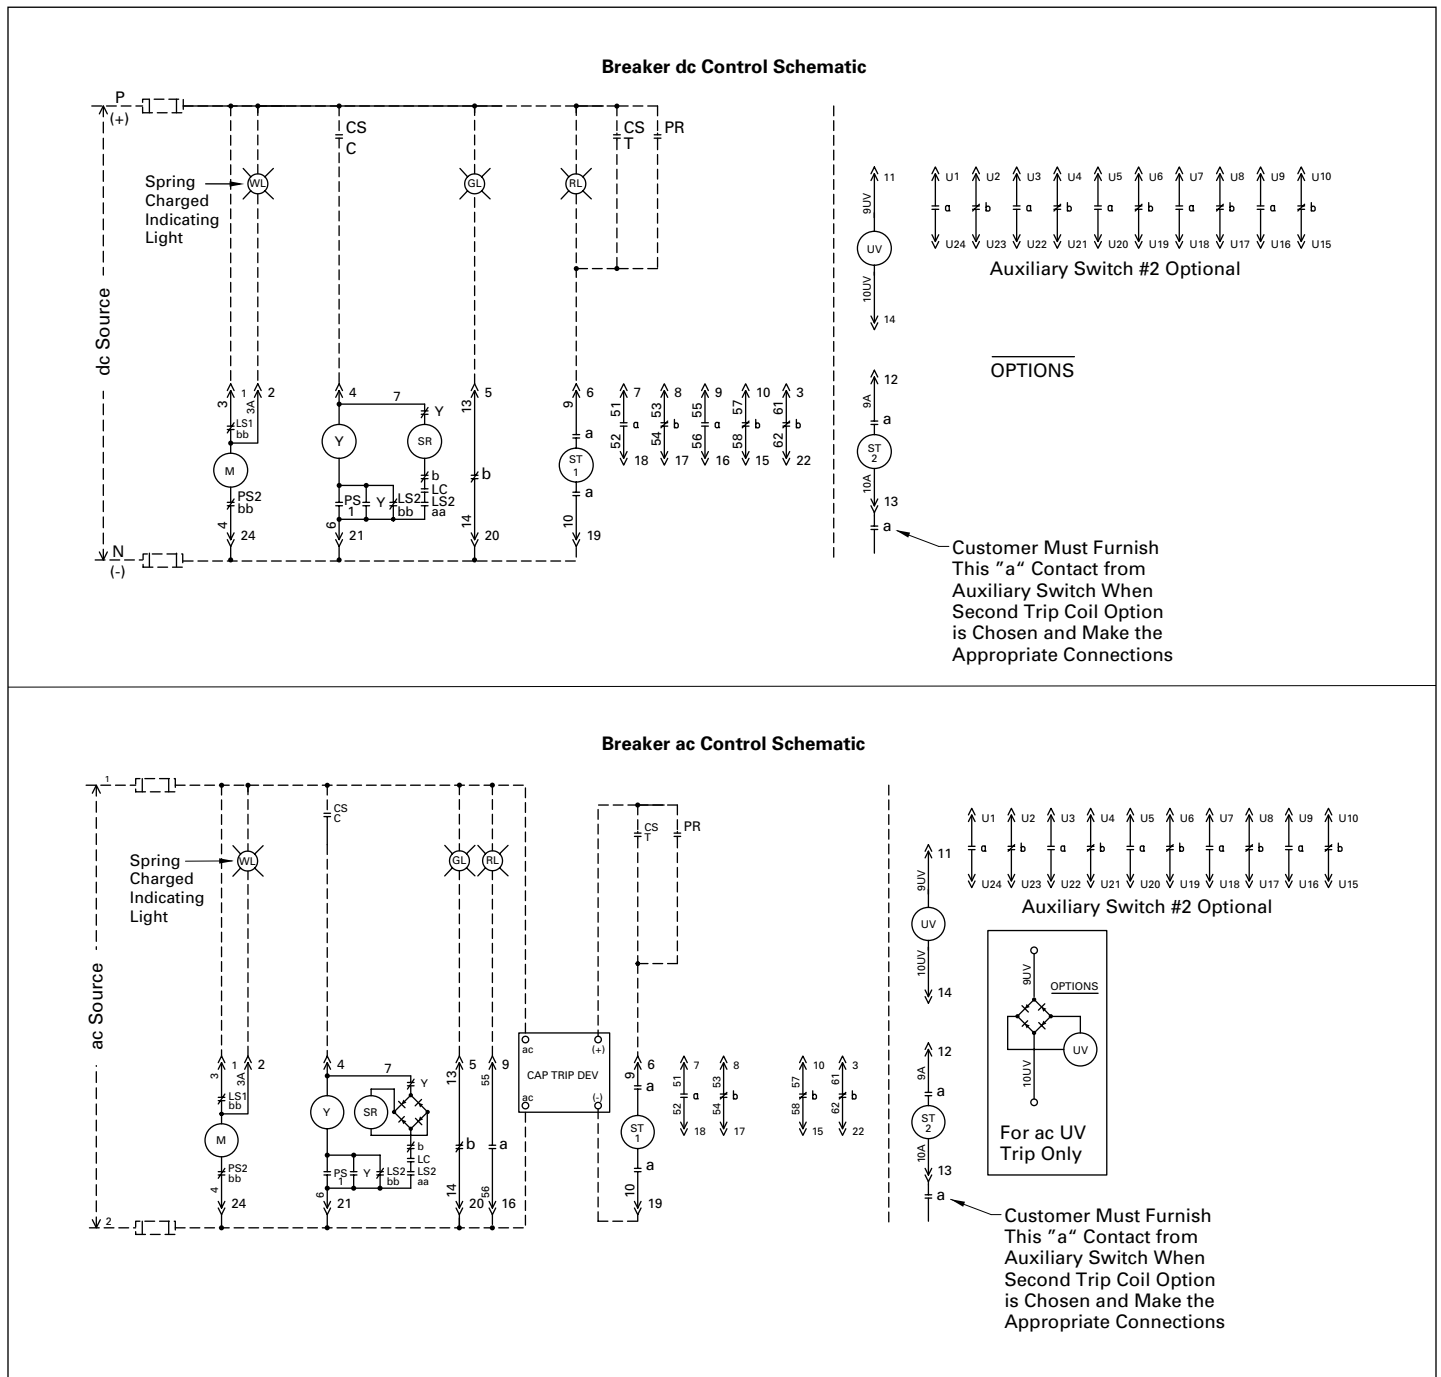 Breaker dc Control Schematic
P
(+)
CS
C
CS
T
PR
WL
GL
RL
Spring
Charged
Indicating
Light
dc Source
11
9UV
UV
10UV
14
U1 U2 U3 U4 U5 U6 U7 U8 U9 U10
a b a b a b a b a b
U24 U23 U22 U21 U20 U19 U18 U17 U16 U15
Auxiliary Switch #2 Optional
OPTIONS
1 2 4 7 5 6 7 8 9 10 3
3 3A 13 9 51 53 55 57 61
LS1
bb
Y
Y
SR
a
a b a b b
52 54 56 58 62
18 17 16 15 22
M
PS2
bb
b
LC
LS2
aa
PS
1
Y
LS2
bb
b
ST
1
a
4 6 14 10
24 21 20 19
N
(-)
12
9A
a
ST
2
10A
13
a
Customer Must Furnish
This "a" Contact from
Auxiliary Switch When
Second Trip Coil Option
is Chosen and Make the
Appropriate Connections
Breaker ac Control Schematic
1
CS
C
CS
T
PR
WL
GL
RL
Spring
Charged
Indicating
Light
ac Source
11
9UV
UV
10UV
14
U1 U2 U3 U4 U5 U6 U7 U8 U9 U10
a b a b a b a b a b
U24 U23 U22 U21 U20 U19 U18 U17 U16 U15
Auxiliary Switch #2 Optional
9UV
OPTIONS
UV
10UV
For ac UV
Trip Only
1 2 4 7 5 9
3 3A 13 55
LS1
bb
Y
Y
SR
M
PS2
bb
b
LC
LS2
aa
PS
1
Y
LS2
bb
b
a
4 6 14 56
24 21 20 16
2
ac (+)
CAP TRIP DEV
ac (-)
6 7 8 10 3
9 51 53 57 61
a
a b b b
52 54 58 62
18 17 15 22
ST
1
a
10
19
12
9A
a
ST
2
10A
13
a
Customer Must Furnish
This "a" Contact from
Auxiliary Switch When
Second Trip Coil Option
is Chosen and Make the
Appropriate Connections